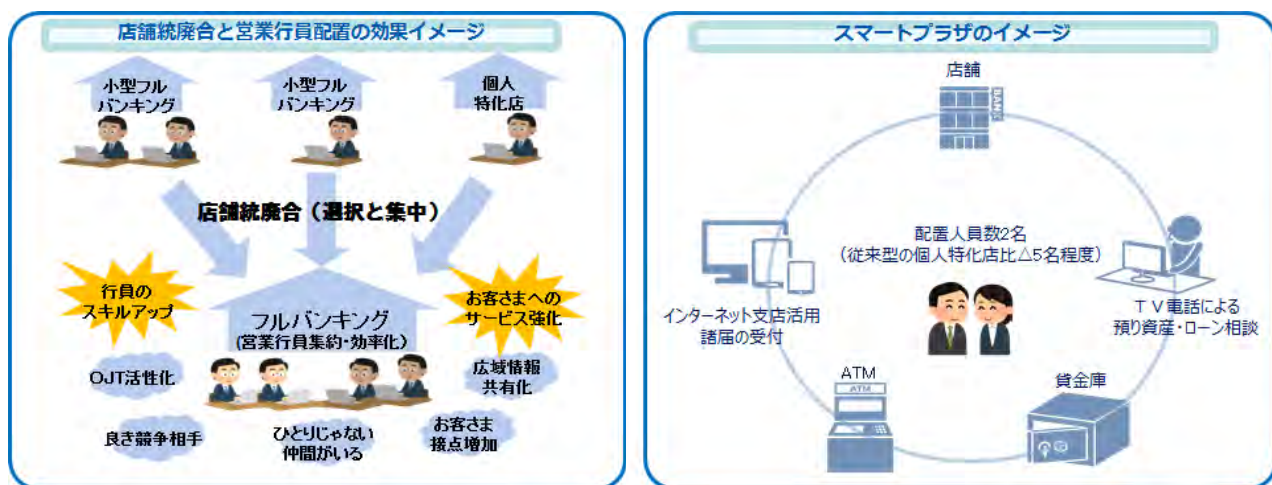 店舗統廃合と営業行員配置の効果イメージ
小型フル
バンキング
小型フル
バンキング
個人
特化店
店舗統廃合（選択と集中）
行員の
スキルアップ
お客さまへの
サービス強化
フルバンキング
(営業行員集約・効率化)
OJT活性化
広域情報
共有化
良き競争相手
ひとりじゃない
仲間がいる
お客さま
接点増加
スマートプラザのイメージ
店舗
BANK
配置人員数2名
（従来型の個人特化店比△5名程度）
インターネット支店活用
諸届の受付
ＴＶ電話による
預り資産・ローン相談
ATM
ATM
貸金庫